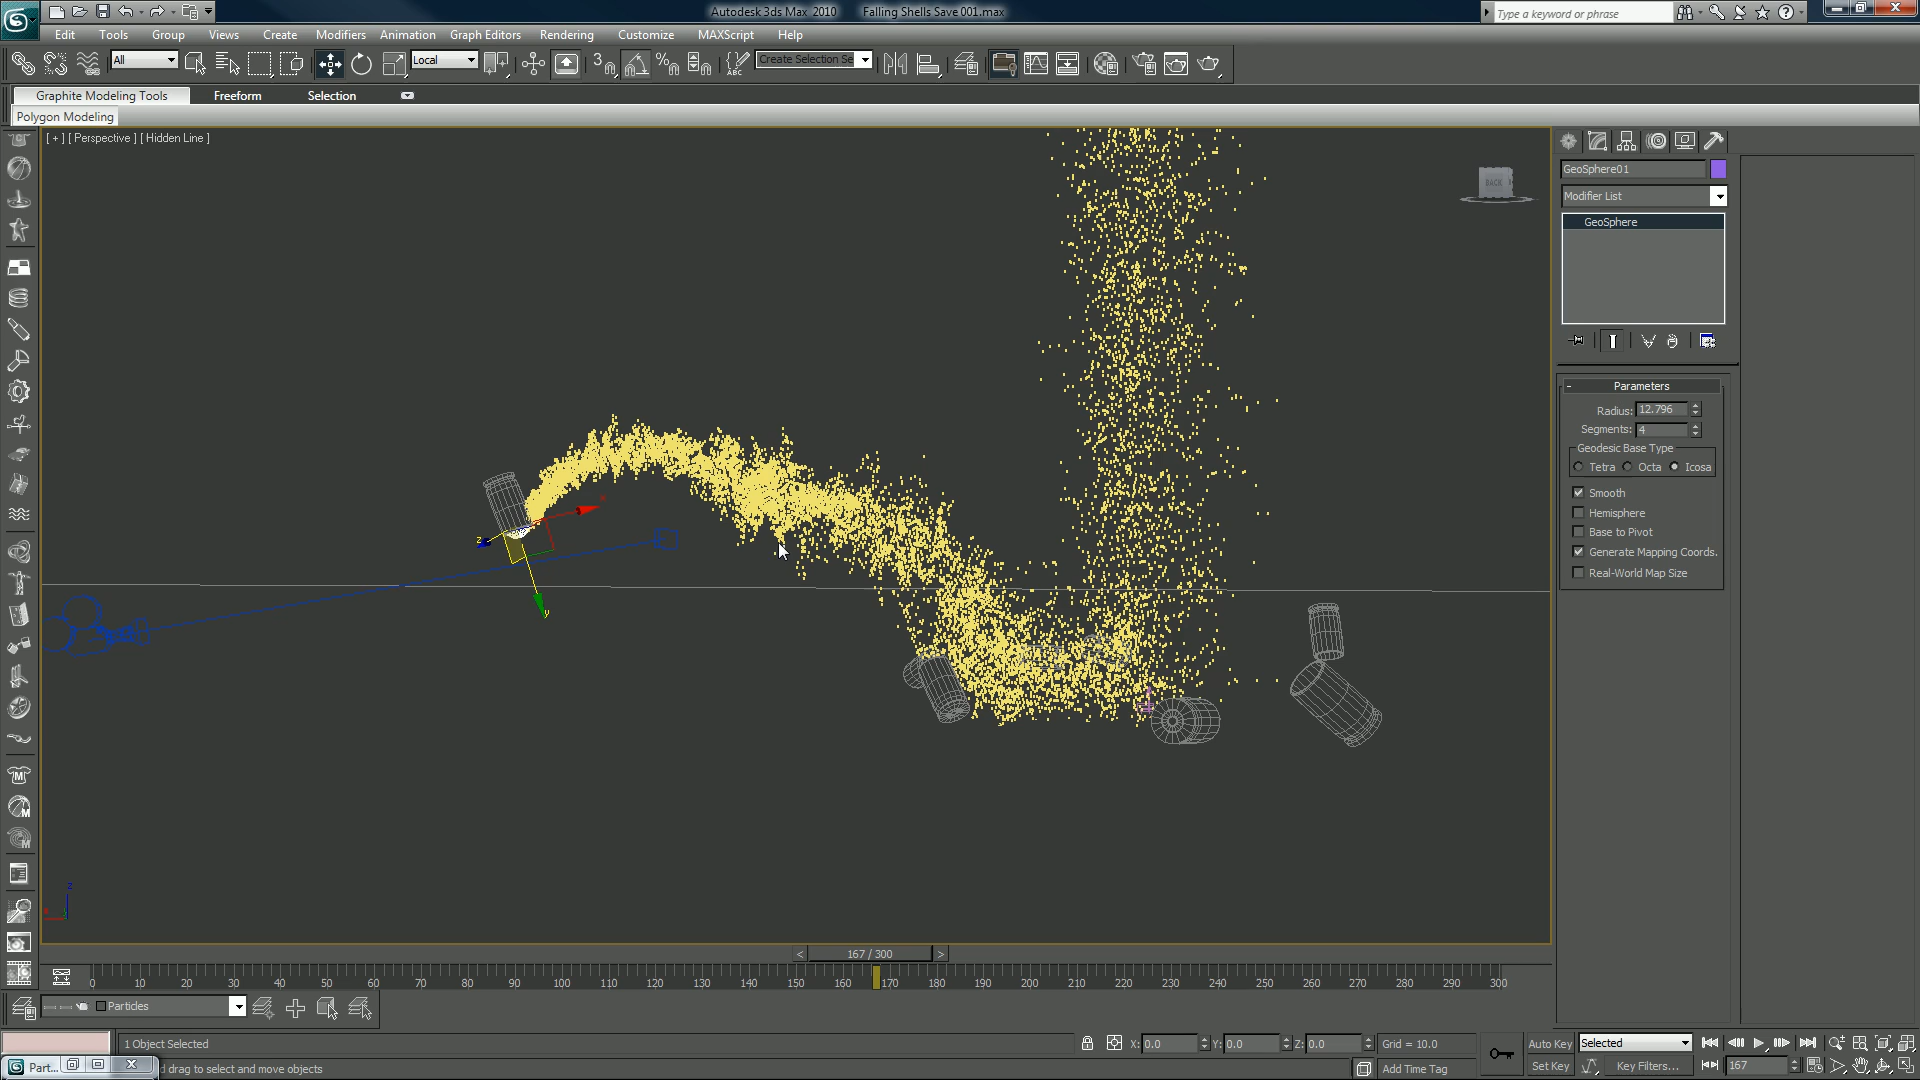 Autodesk 3ds Max 2010 Falling Shells Save 001.max
Type a keyword or phrase
Edit Tools Group Views Create Modifiers Animation Graph Editors Rendering Customize MAXScript Help
All
Local
3
Create Selection Se
ABC
Graphite Modeling Tools Freeform Selection
Polygon Modeling
[ + ] [ Perspective ] [ Hidden Line ]
BACK
GeoSphere01
Modifier List
GeoSphere
- Parameters
Radius: 12.796
Segments: 4
Geodesic Base Type
Tetra Octa Icosa
Smooth
Hemisphere
Base to Pivot
Generate Mapping Coords.
Real-World Map Size
x
z
y
z
x
< 167 / 300 >
0 10 20 30 40 50 60 70 80 90 100 110 120 130 140 150 160 170 180 190 200 210 220 230 240 250 260 270 280 290 300
Particles
1 Object Selected
X: 0.0 Y: 0.0 Z: 0.0 Grid = 10.0
Auto Key Selected
Part...
drag to select and move objects
Add Time Tag
Set Key Key Filters...
167